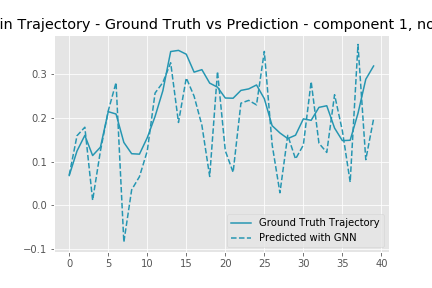 in Trajectory - Ground Truth vs Prediction - component 1, no
0.3
0.2
0.1
0.0
−0.1
0 5 10 15 20 25 30 35 40
Ground Truth Trajectory
Predicted with GNN